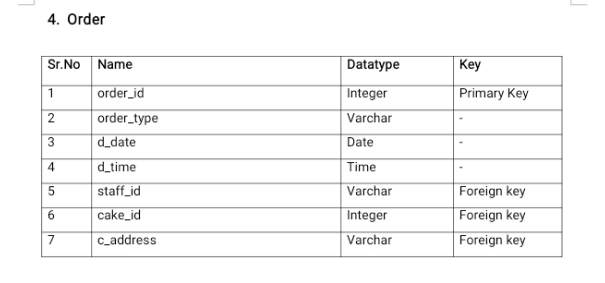 4. Order
Sr.No Name Datatype Key
1 order_id Integer Primary Key
2 order_type Varchar -
3 d_date Date -
4 d_time Time -
5 staff_id Varchar Foreign key
6 cake_id Integer Foreign key
7 c_address Varchar Foreign key